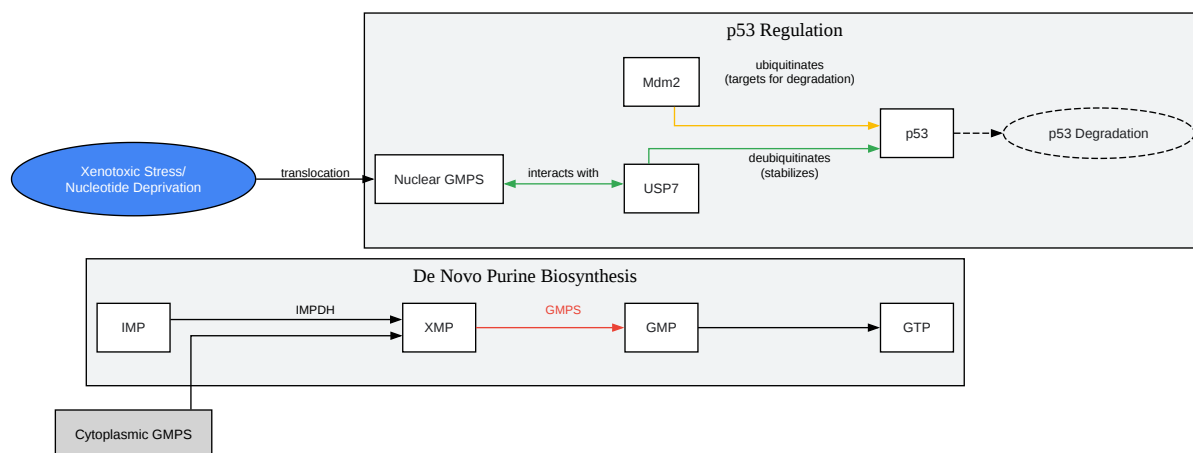 p53 Regulation
Mdm2
ubiquitinates
(targets for degradation)
p53
p53 Degradation
Xenotoxic Stress/
Nucleotide Deprivation
translocation
Nuclear GMPS
interacts with
USP7
deubiquitinates
(stabilizes)
De Novo Purine Biosynthesis
IMP
IMPDH
XMP
GMPS
GMP
GTP
Cytoplasmic GMPS